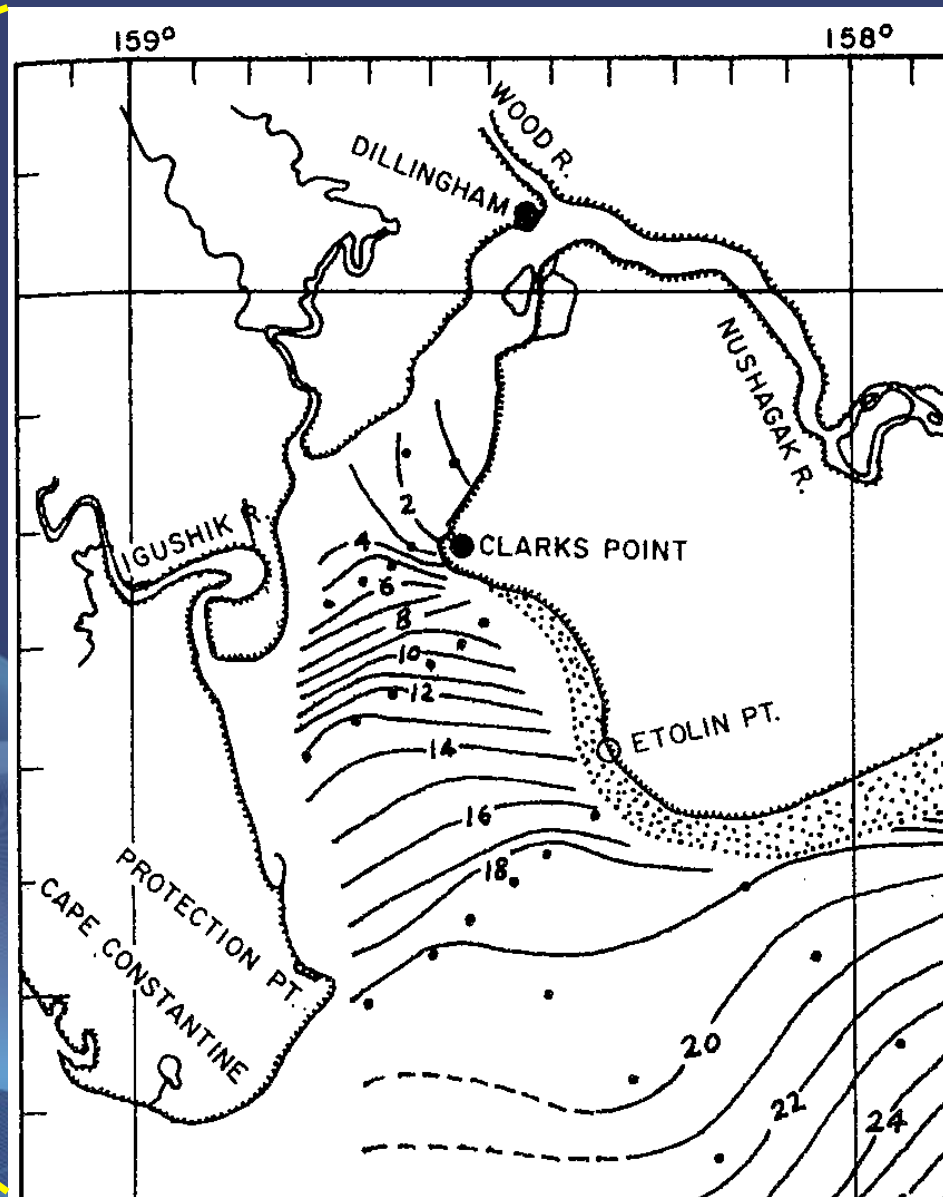 159°
158°
WOOD R.
DILLINGHAM
NUSHAGAK R.
2
IGUSHIK R.
4
CLARKS POINT
6
8
10
12
ETOLIN PT.
14
16
PROTECTION PT.
18
CAPE CONSTANTINE
20
22
24